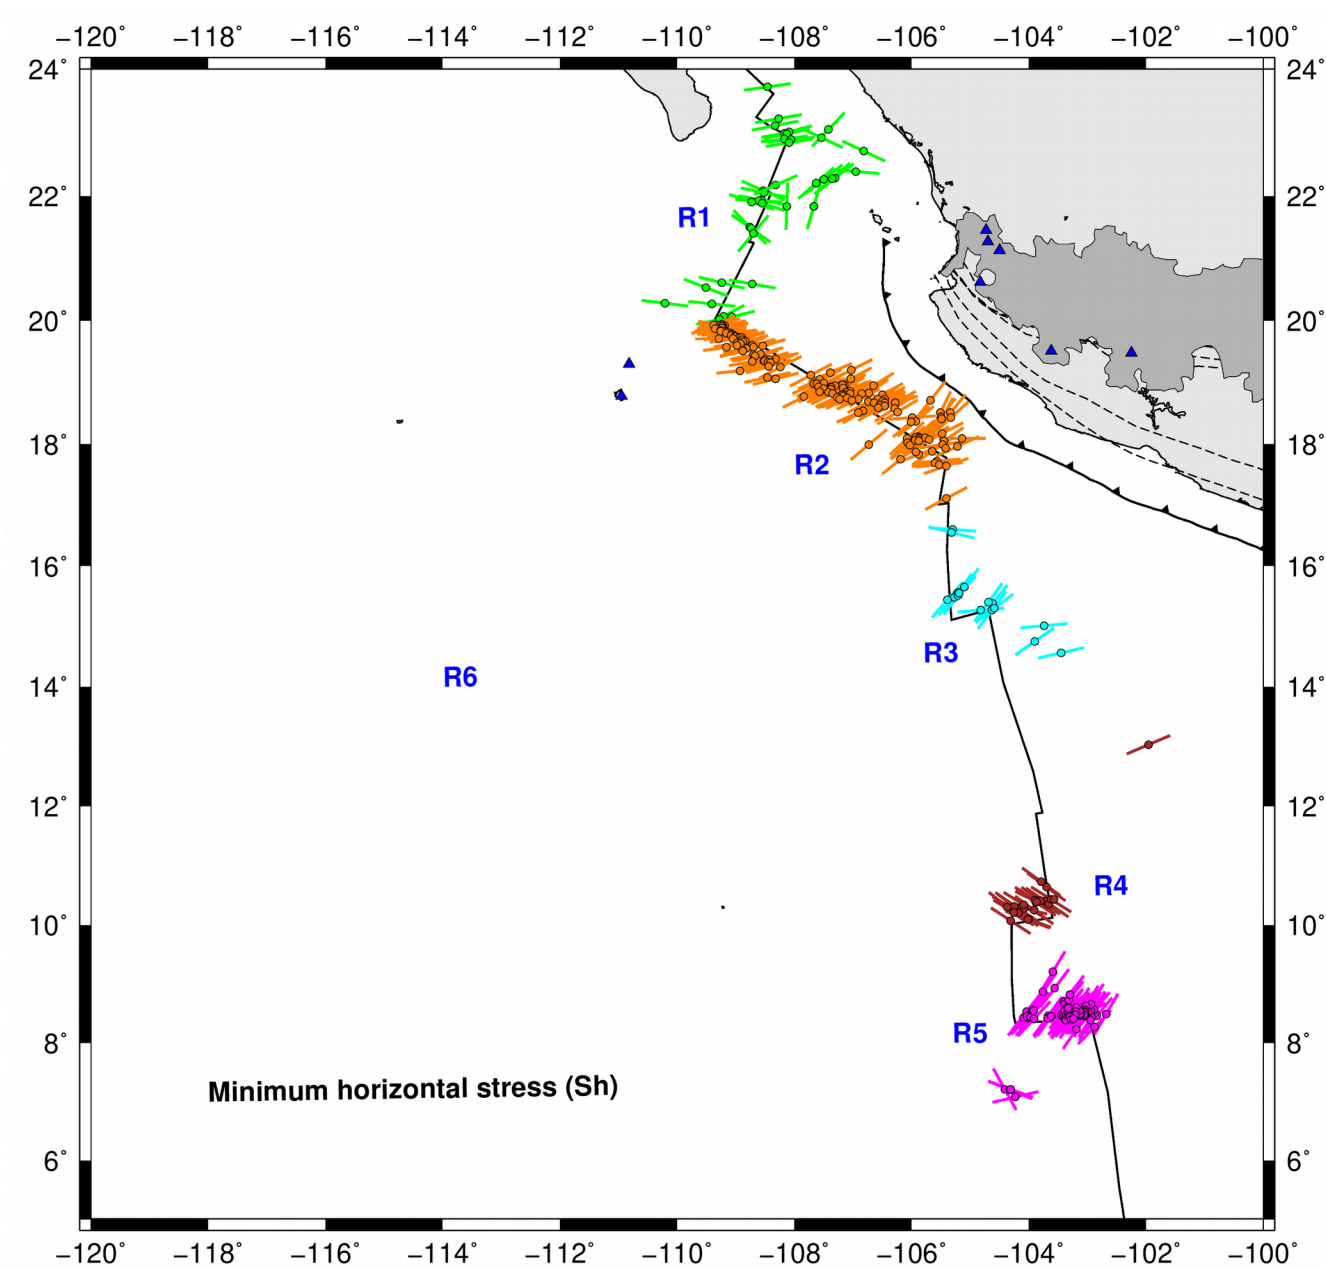 −120° −118° −116° −114° −112° −110° −108° −106° −104° −102° −100°
24° 24°
22° 22°
R1
20° 20°
18° 18°
R2
16° 16°
R3
R6
14° 14°
12° 12°
R4
10° 10°
R5
8° 8°
Minimum horizontal stress (Sh)
6° 6°
−120° −118° −116° −114° −112° −110° −108° −106° −104° −102° −100°